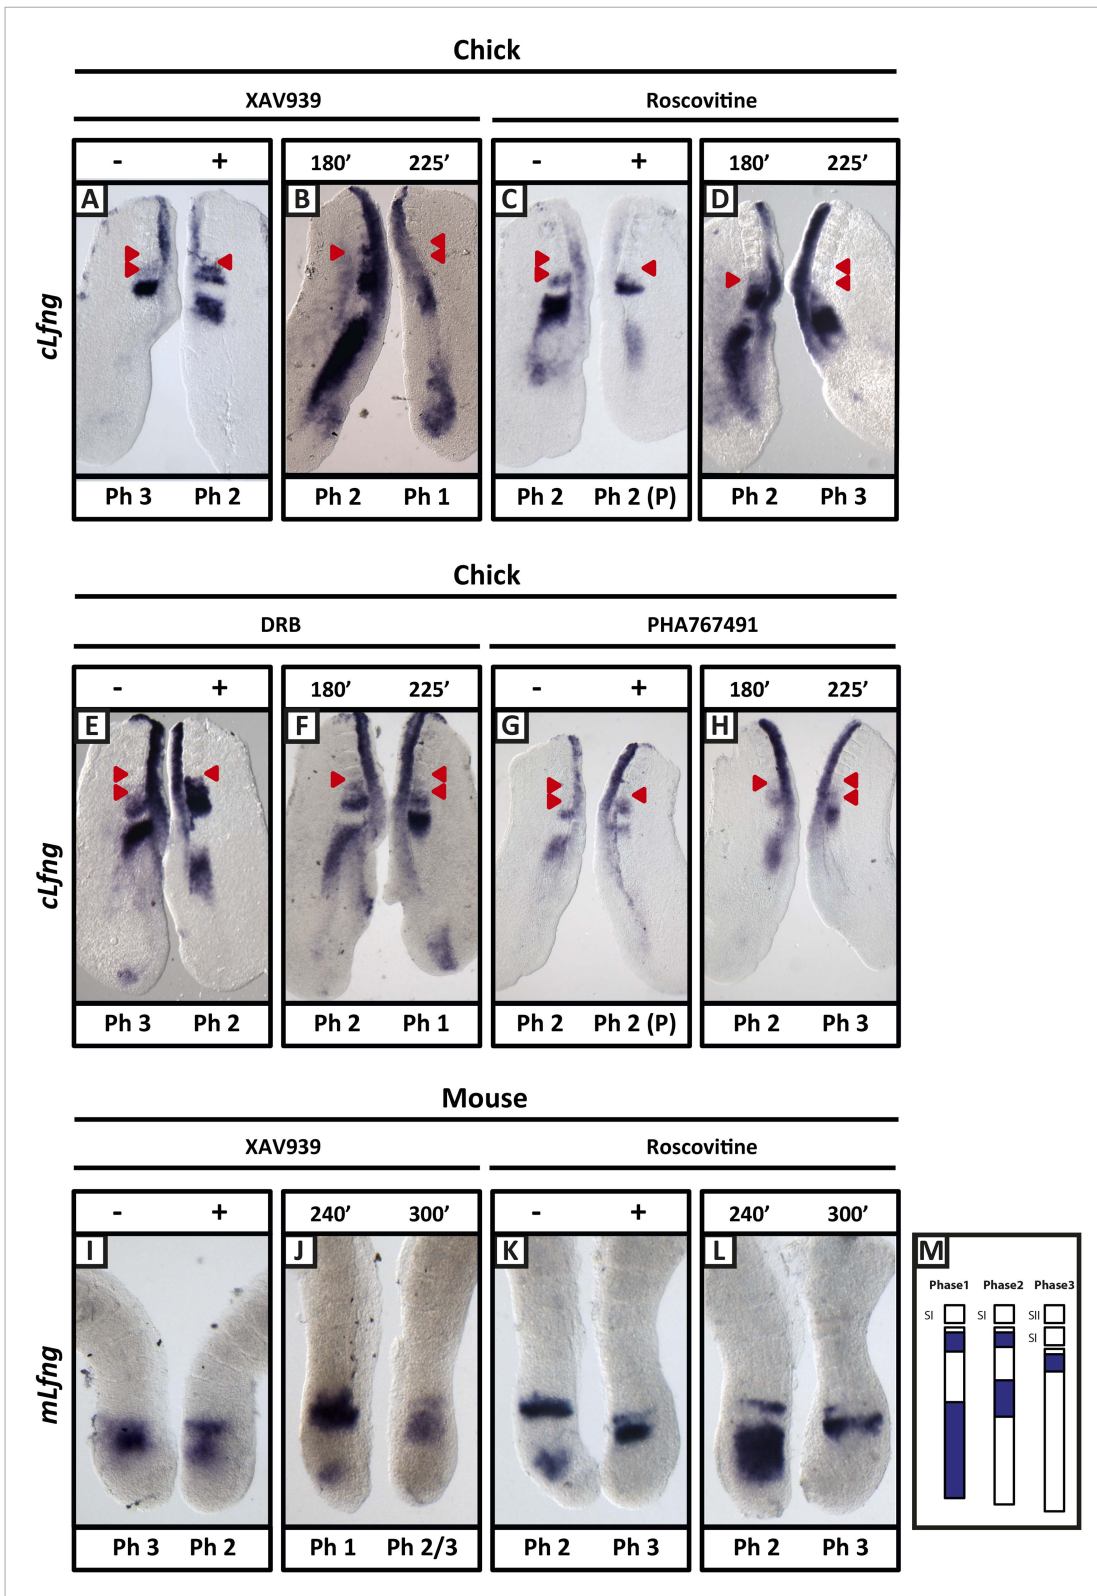 Chick
XAV939 Roscovitine
- + 180’ 225’ - + 180’ 225’
A B C D
cLfng
Ph 3 Ph 2 Ph 2 Ph 1 Ph 2 Ph 2 (P) Ph 2 Ph 3
Chick
DRB PHA767491
- + 180’ 225’ - + 180’ 225’
E F G H
cLfng
Ph 3 Ph 2 Ph 2 Ph 1 Ph 2 Ph 2 (P) Ph 2 Ph 3
Mouse
XAV939 Roscovitine
- + 240’ 300’ - + 240’ 300’
I J K L M
Phase1 Phase2 Phase3
SI SI SII
SI
mLfng
Ph 3 Ph 2 Ph 1 Ph 2/3 Ph 2 Ph 3 Ph 2 Ph 3